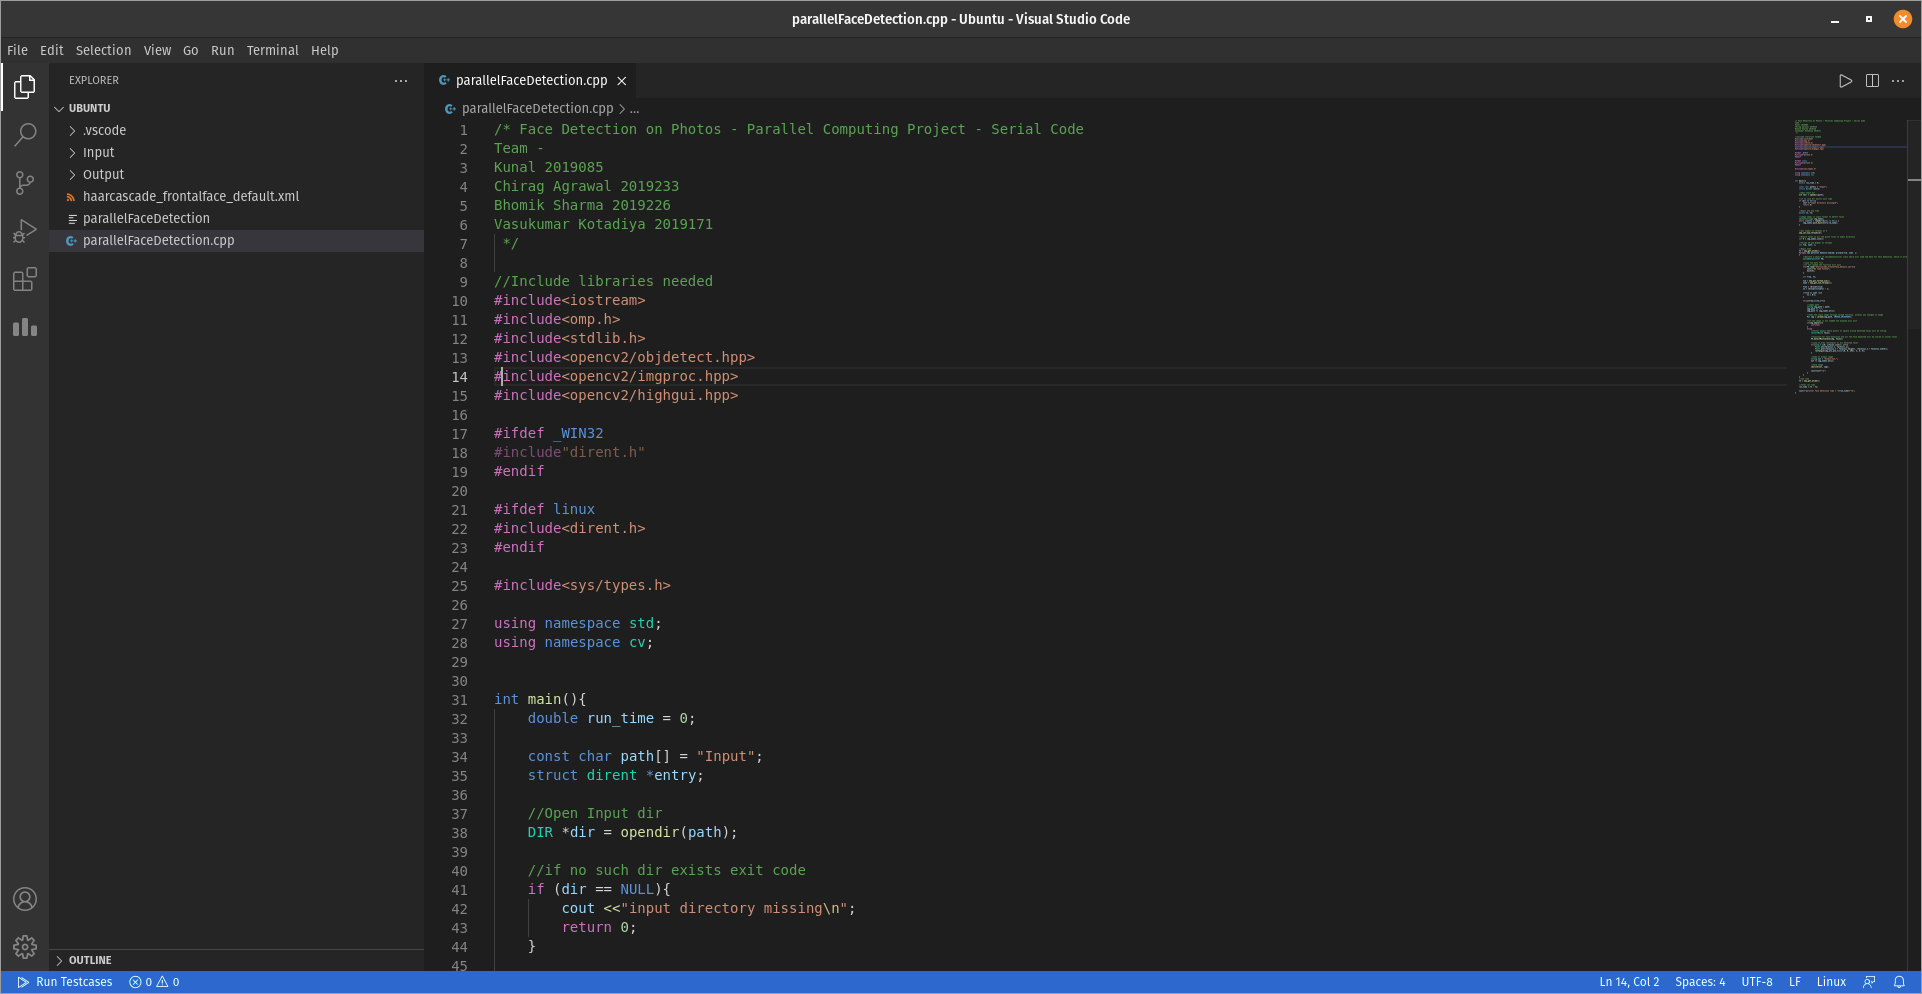 parallelFaceDetection.cpp - Ubuntu - Visual Studio Code
File Edit Selection View Go Run Terminal Help
EXPLORER
UBUNTU
.vscode
Input
Output
haarcascade_frontalface_default.xml
parallelFaceDetection
parallelFaceDetection.cpp
OUTLINE
parallelFaceDetection.cpp
parallelFaceDetection.cpp > ...
1 /* Face Detection on Photos - Parallel Computing Project - Serial Code
2 Team -
3 Kunal 2019085
4 Chirag Agrawal 2019233
5 Bhomik Sharma 2019226
6 Vasukumar Kotadiya 2019171
7 */
8
9 //Include libraries needed
10 #include<iostream>
11 #include<omp.h>
12 #include<stdlib.h>
13 #include<opencv2/objdetect.hpp>
14 #include<opencv2/imgproc.hpp>
15 #include<opencv2/highgui.hpp>
16
17 #ifdef _WIN32
18 #include"dirent.h"
19 #endif
20
21 #ifdef linux
22 #include<dirent.h>
23 #endif
24
25 #include<sys/types.h>
26
27 using namespace std;
28 using namespace cv;
29
30
31 int main(){
32 double run_time = 0;
33
34 const char path[] = "Input";
35 struct dirent *entry;
36
37 //Open Input dir
38 DIR *dir = opendir(path);
39
40 //if no such dir exists exit code
41 if (dir == NULL){
42 cout <<"input directory missing\n";
43 return 0;
44 }
45
Run Testcases 0 0 Ln 14, Col 2 Spaces: 4 UTF-8 LF Linux